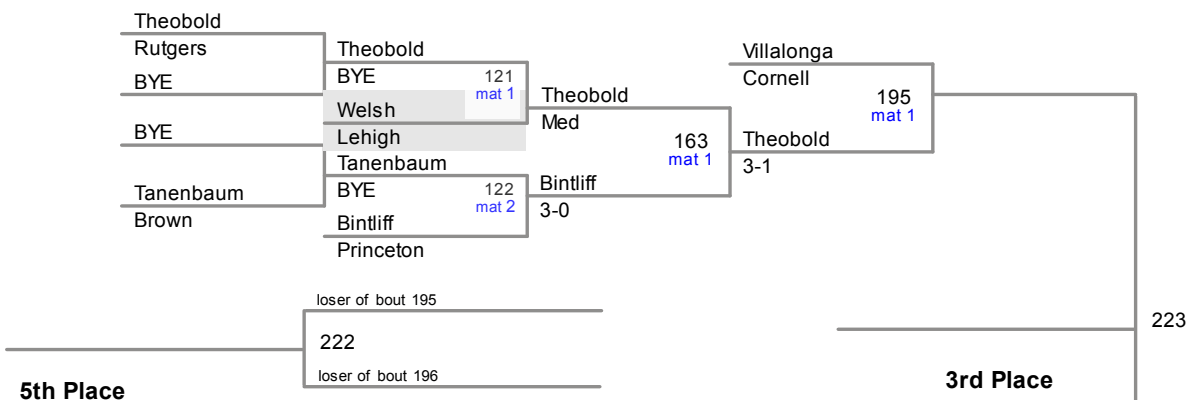 Theobold
Rutgers
BYE
BYE
Tanenbaum
Brown
Theobold
BYE
121
mat 1
Welsh
Lehigh
Tanenbaum
BYE
122
mat 2
Bintliff
Princeton
Theobold
Med
163
mat 1
Bintliff
3-0
Villalonga
Cornell
195
mat 1
Theobold
3-1
loser of bout 195
222
loser of bout 196
5th Place
223
3rd Place